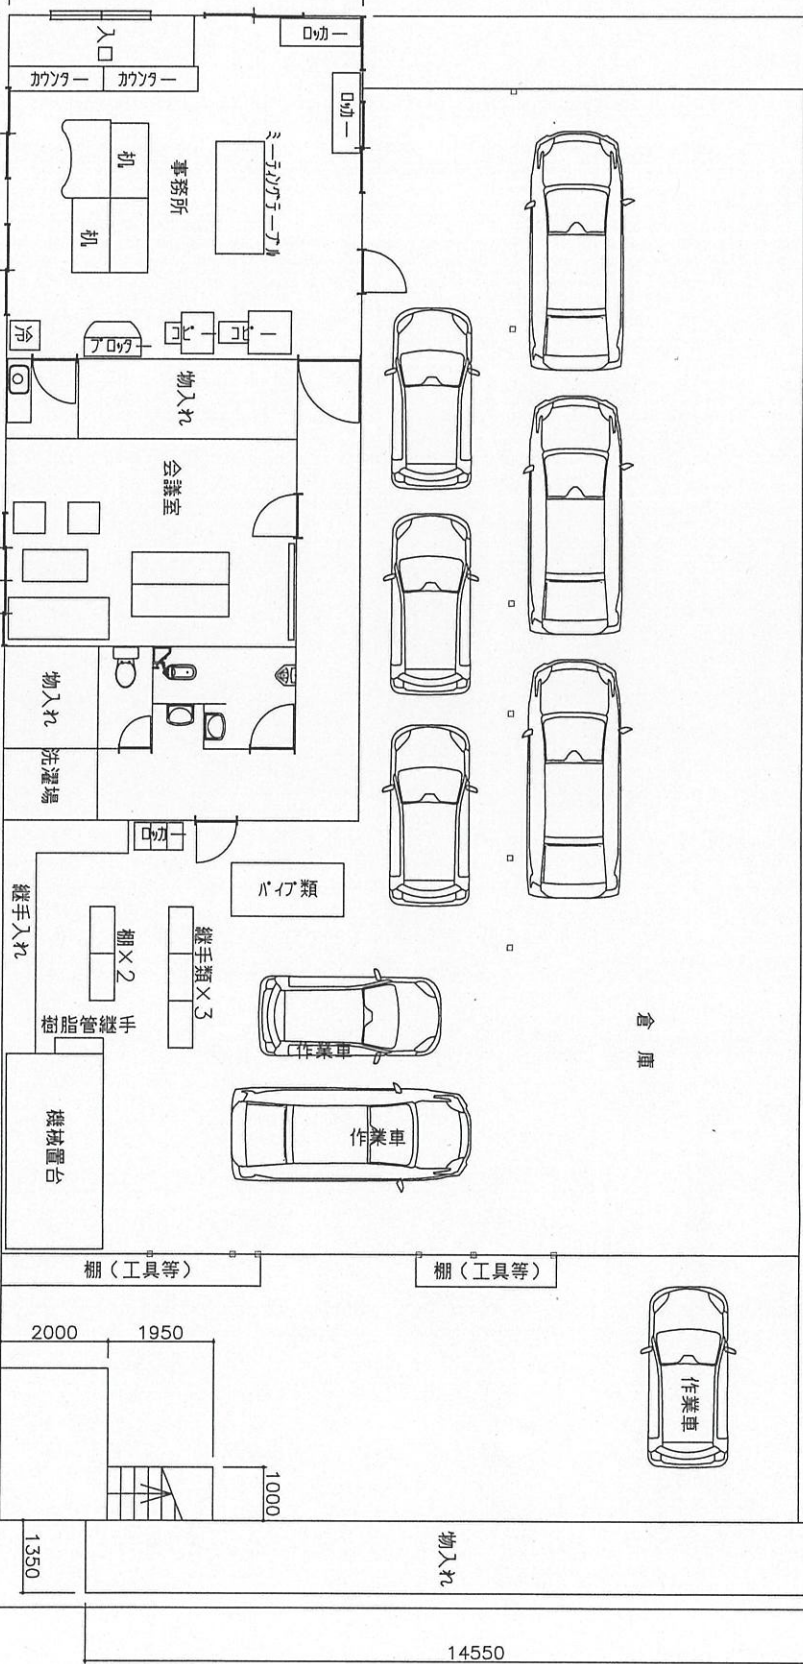 ロッカー
入口
カウンター
カウンター
ロッカー
机
机
事務所
ミーティングテーブル
冷
プロッター
コピー
コピー
物入れ
会議室
物入れ
洗濯場
ロッカー
パイプ類
継手入れ
棚×2
継手類×3
樹脂管継手
作業車
作業車
倉庫
機械置台
棚(工具等)
棚(工具等)
2000
1950
作業車
1000
1350
物入れ
14550